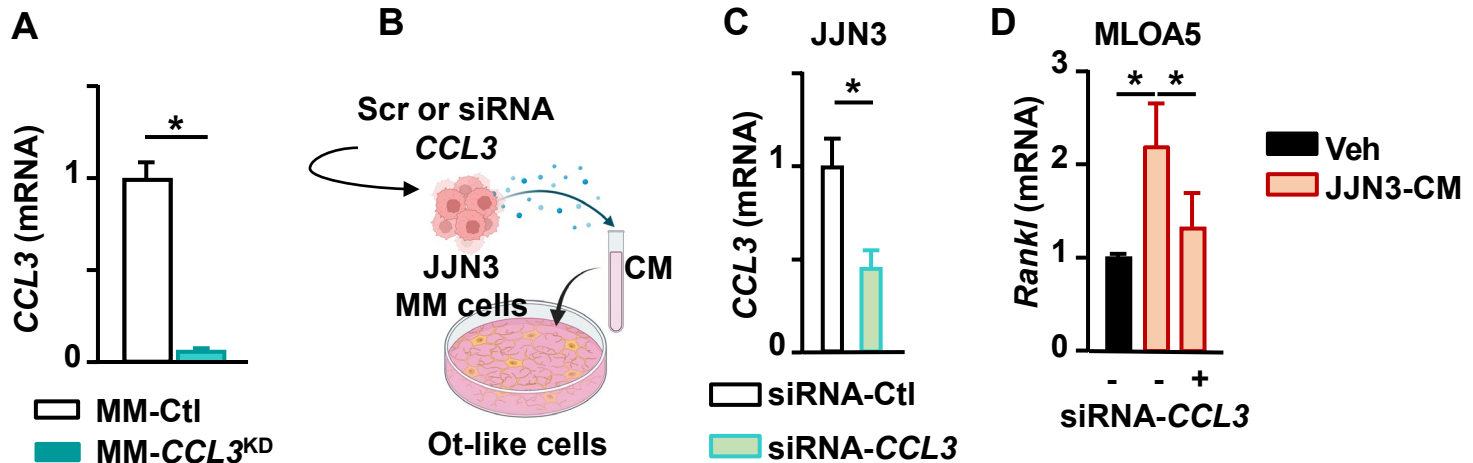 A
CCL3 (mRNA)
1
0
*
MM-Ctl
MM-CCL3KD
B
Scr or siRNA
CCL3
JJN3
MM cells
CM
Ot-like cells
C
JJN3
CCL3 (mRNA)
1
0
*
siRNA-Ctl
siRNA-CCL3
D
MLOA5
Rankl (mRNA)
3
2
1
0
* *
- - +
siRNA-CCL3
Veh
JJN3-CM